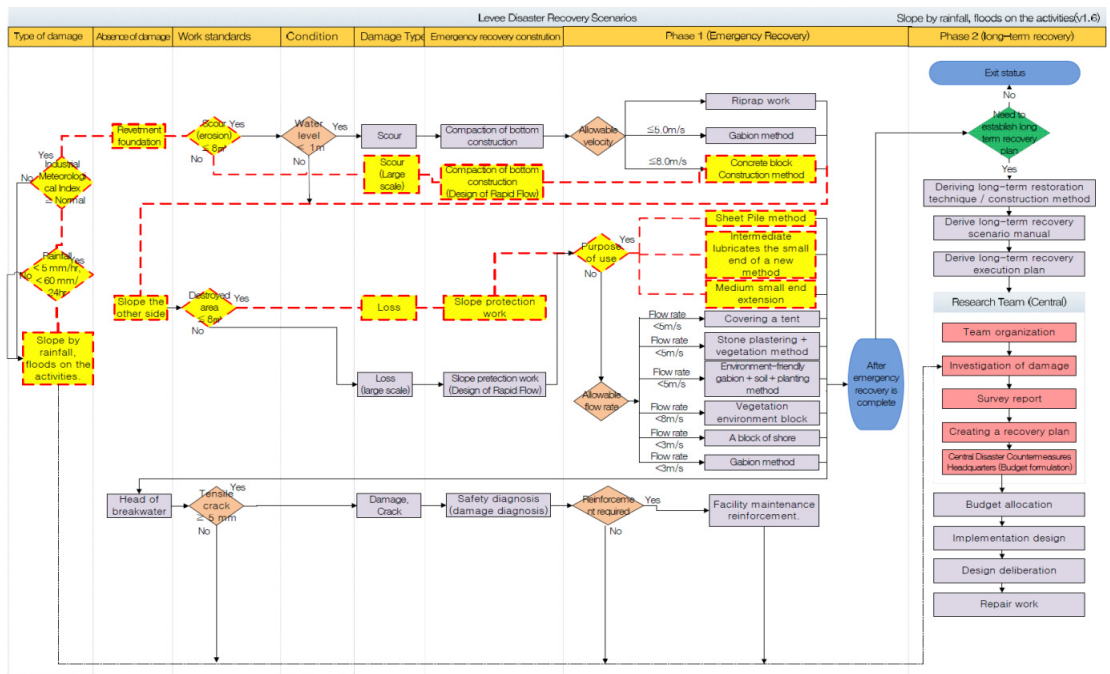 Levee Disaster Recovery Scenarios
Slope by rainfall, floods on the activities(v1.6)
Type of damage
Absence of damage
Work standards
Condition
Damage Type
Emergency recovery constrution
Phase 1 (Emergency Recovery)
Phase 2 (long-term recovery)
Yes
No
Industrial
Meteorologi
cal Index
≤ Normal
Rainfall
< 5 mm/hr,
< 60 mm/
24hr
Yes
No
Slope by
rainfall,
floods on the
activities.
Revetment
foundation
Scour
(erosion)
≤ 8㎡
Yes
No
Water
level
< 1m
Yes
No
Scour
Compaction of bottom
construction
Scour
(Large
scale)
Compaction of bottom
construction
(Design of Rapid Flow)
Allowable
velocity
≤5.0m/s
≤8.0m/s
Riprap work
Gabion method
Concrete block
Construction method
Slope the
other side
Destroyed
area
≤ 8㎡
Yes
No
Loss
Slope protection
work
Loss
(large scale)
Slope pretection work
(Design of Rapid Flow)
Purpose
of use
Yes
No
Sheet Pile method
Intermediate
lubricates the small
end of a new
method
Medium small end
extension
Allowable
flow rate
Flow rate
<5m/s
Covering a tent
Flow rate
<5m/s
Stone plastering +
vegetation method
Flow rate
<5m/s
Environment-friendly
gabion + soil + planting
method
Flow rate
<8m/s
Vegetation
environment block
Flow rate
<3m/s
A block of shore
Flow rate
<3m/s
Gabion method
Head of
breakwater
Tensile
crack
≥ 5 mm
Yes
No
Damage,
Crack
Safety diagnosis
(damage diagnosis)
Reinforceme
nt required
Yes
No
Facility maintenance
reinforcement.
After
emergency
recovery is
complete
Exit status
No
Need to
establish long
term recovery
plan
Yes
Deriving long-term restoration
technique / construction method
Derive long-term recovery
scenario manual
Derive long-term recovery
execution plan
Research Team (Central)
Team organization
Investigation of damage
Survey report
Creating a recovery plan
Central Disaster Countermeasures
Headquarters (Budget formulation)
Budget allocation
Implementation design
Design deliberation
Repair work